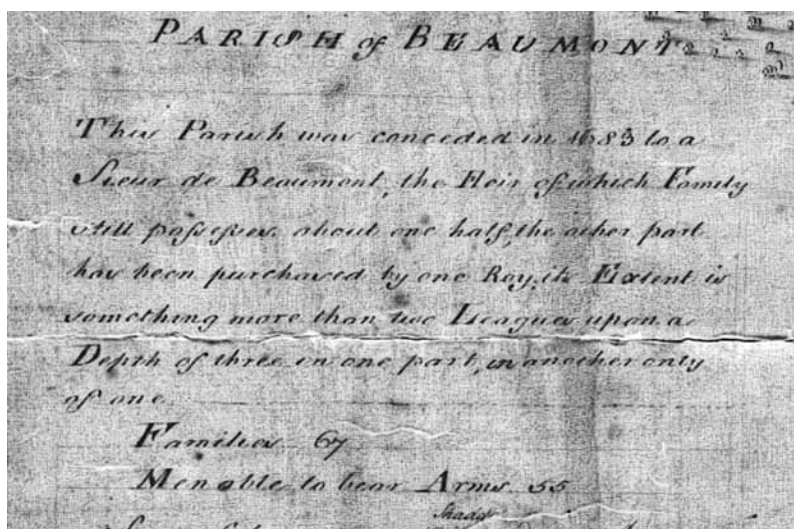 PARISH of BEAUMONT
This Parish was conceded in 1683 to a
Sieur de Beaumont, the Heir of which Family
still possesses about one half, the other part
has been purchased by one Roy, its Extent is
something more than two Leagues upon a
Depth of three in one part, in another only
of one.
Families 67
Men able to bear Arms 55